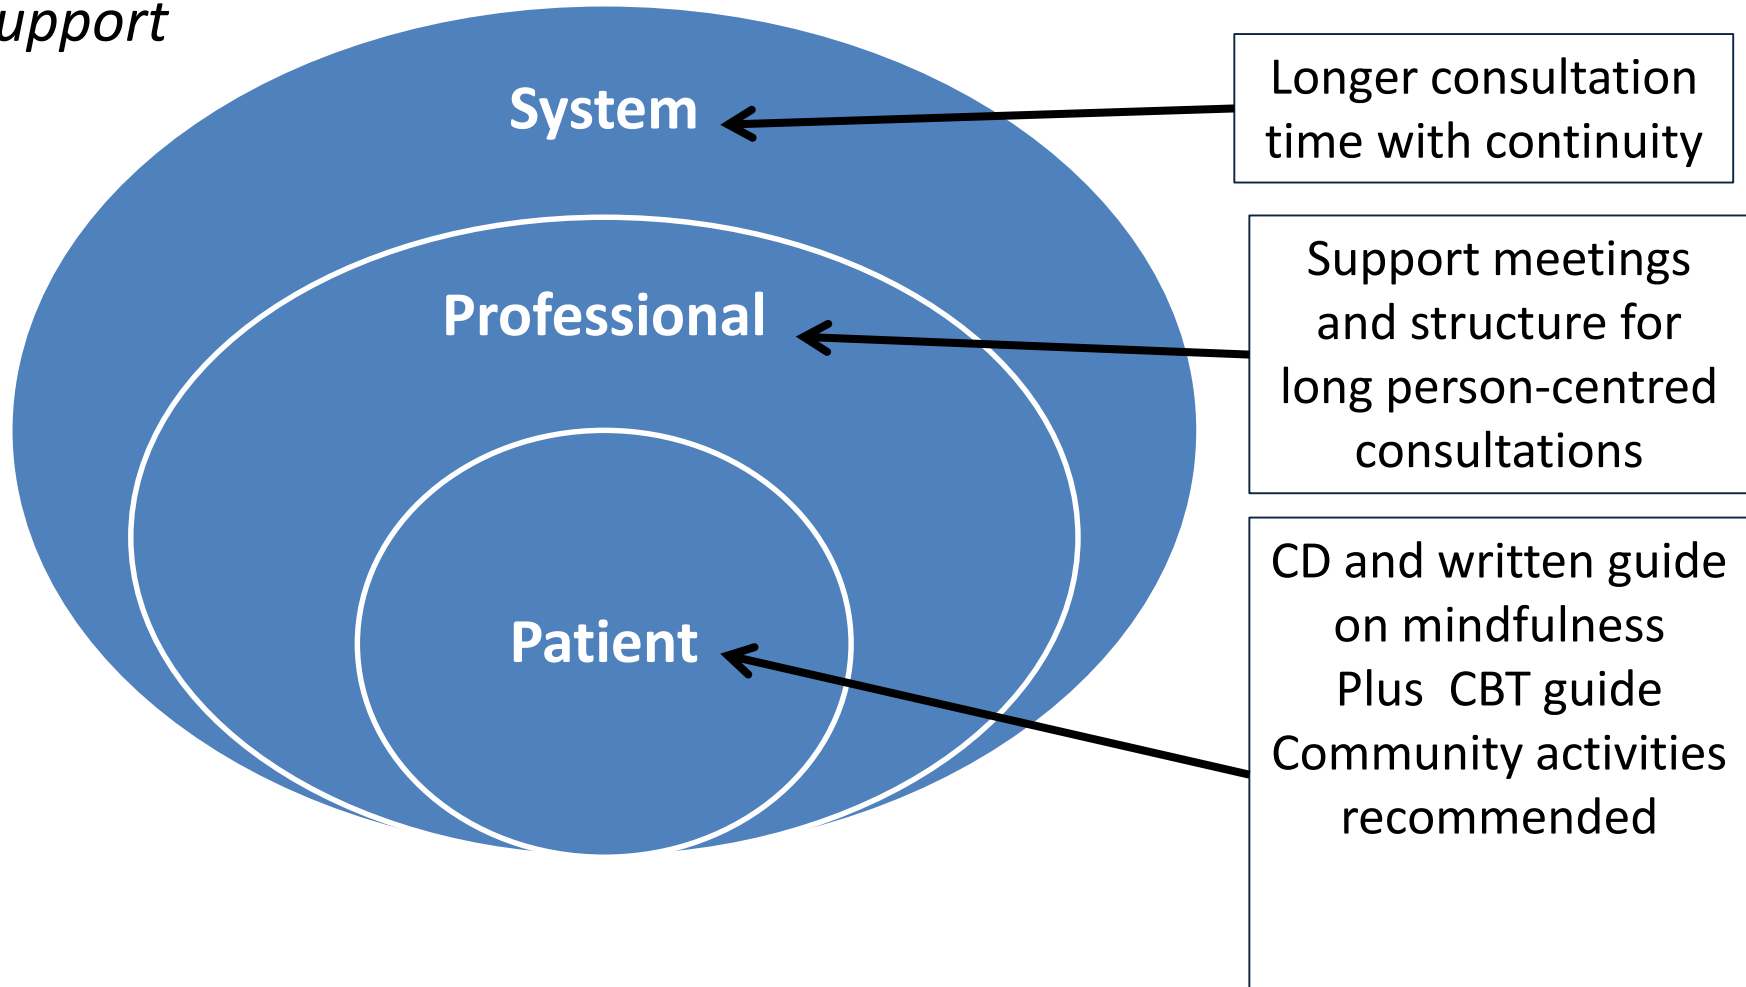 upport
System
Longer consultation
time with continuity
Professional
Support meetings
and structure for
long person-centred
consultations
Patient
CD and written guide
on mindfulness
Plus  CBT guide
Community activities
recommended